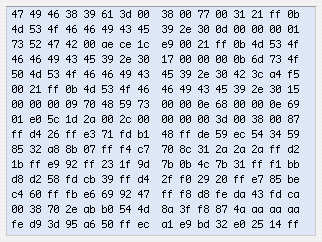 47 49 46 38 39 61 3d 00 38 00 77 00 31 21 ff 0b
4d 53 4f 46 46 49 43 45 39 2e 30 0d 00 00 00 01
73 52 47 42 00 ae ce 1c e9 00 21 ff 0b 4d 53 4f
46 46 49 43 45 39 2e 30 17 00 00 00 0b 6d 73 4f
50 4d 53 4f 46 46 49 43 45 39 2e 30 42 3c a4 f5
00 21 ff 0b 4d 53 4f 46 46 49 43 45 39 2e 30 15
00 00 00 09 70 48 59 73 00 00 0e 68 00 00 0e 69
01 e0 5c 1d 2a 00 2c 00 00 00 00 3d 00 38 00 87
ff d4 26 ff e3 71 fd b1 48 ff de 59 ec 54 34 59
85 32 a8 8b 07 ff f4 c7 70 8c 31 2a 2a 2a ff d2
1b ff e9 92 ff 23 1f 9d 7b 0b 4c 7b 31 ff f1 bb
d8 d2 58 fd cb 39 ff d4 2f f0 29 20 ff e7 85 be
c4 60 ff fb e6 69 92 47 ff f8 d8 fe da 43 fd ca
00 38 70 2e ab b0 54 4d 8a 3f f8 87 4a aa aa aa
fe d9 3d 95 a6 50 ff ec a1 e9 bd 32 e0 25 14 ff